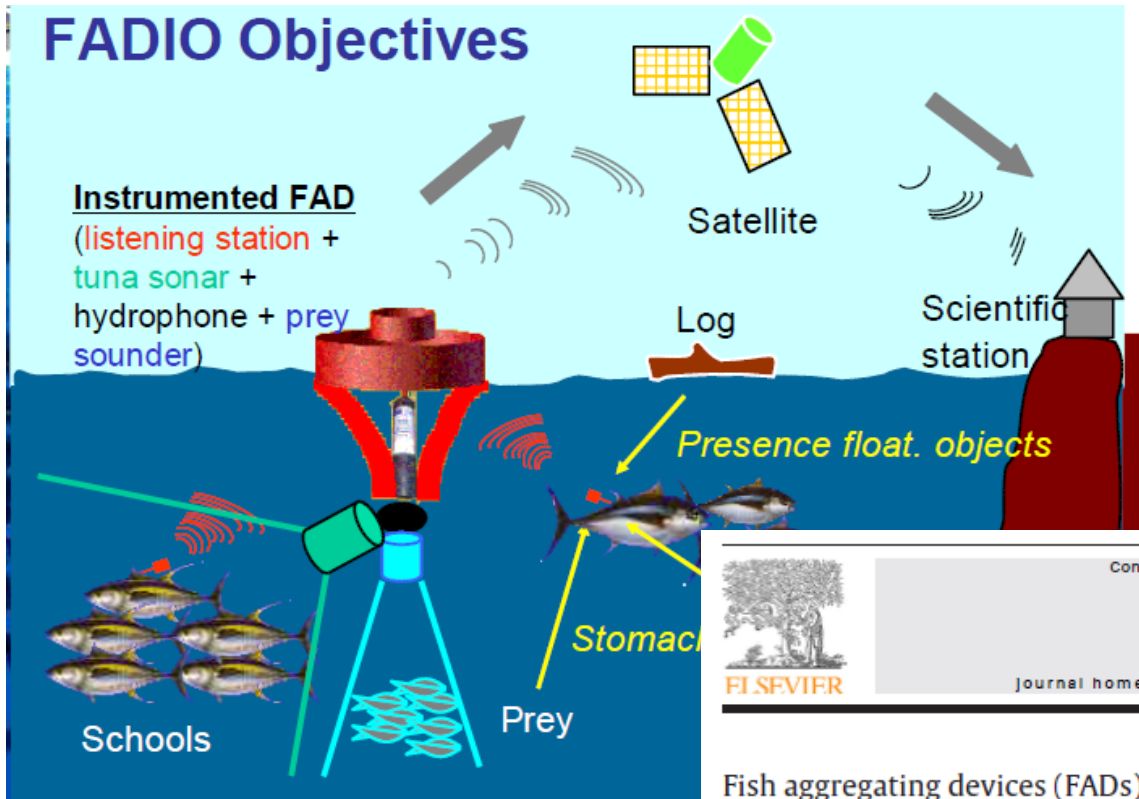 FADIO Objectives
Instrumented FAD
(listening station +
tuna sonar +
hydrophone + prey
sounder)
Satellite
Log
Scientific
station
Presence float. objects
Stomach
Prey
Schools
Con
ELSEVIER
journal home
Fish aggregating devices (FADs)